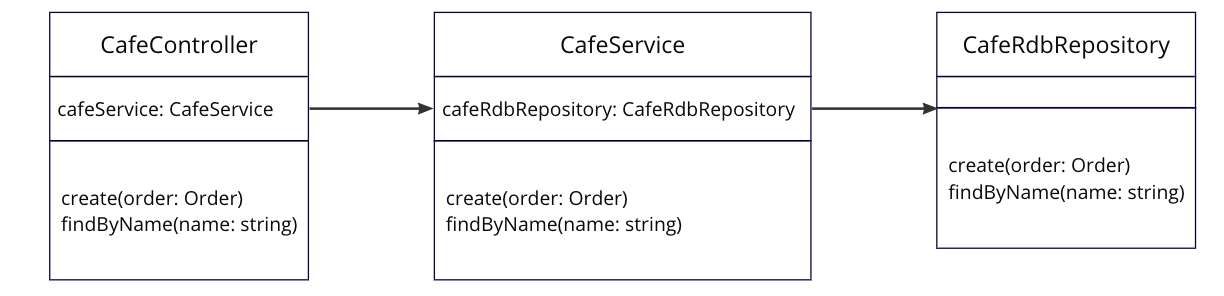 CafeController
cafeService: CafeService
create(order: Order)
findByName(name: string)
CafeService
cafeRdbRepository: CafeRdbRepository
create(order: Order)
findByName(name: string)
CafeRdbRepository
create(order: Order)
findByName(name: string)